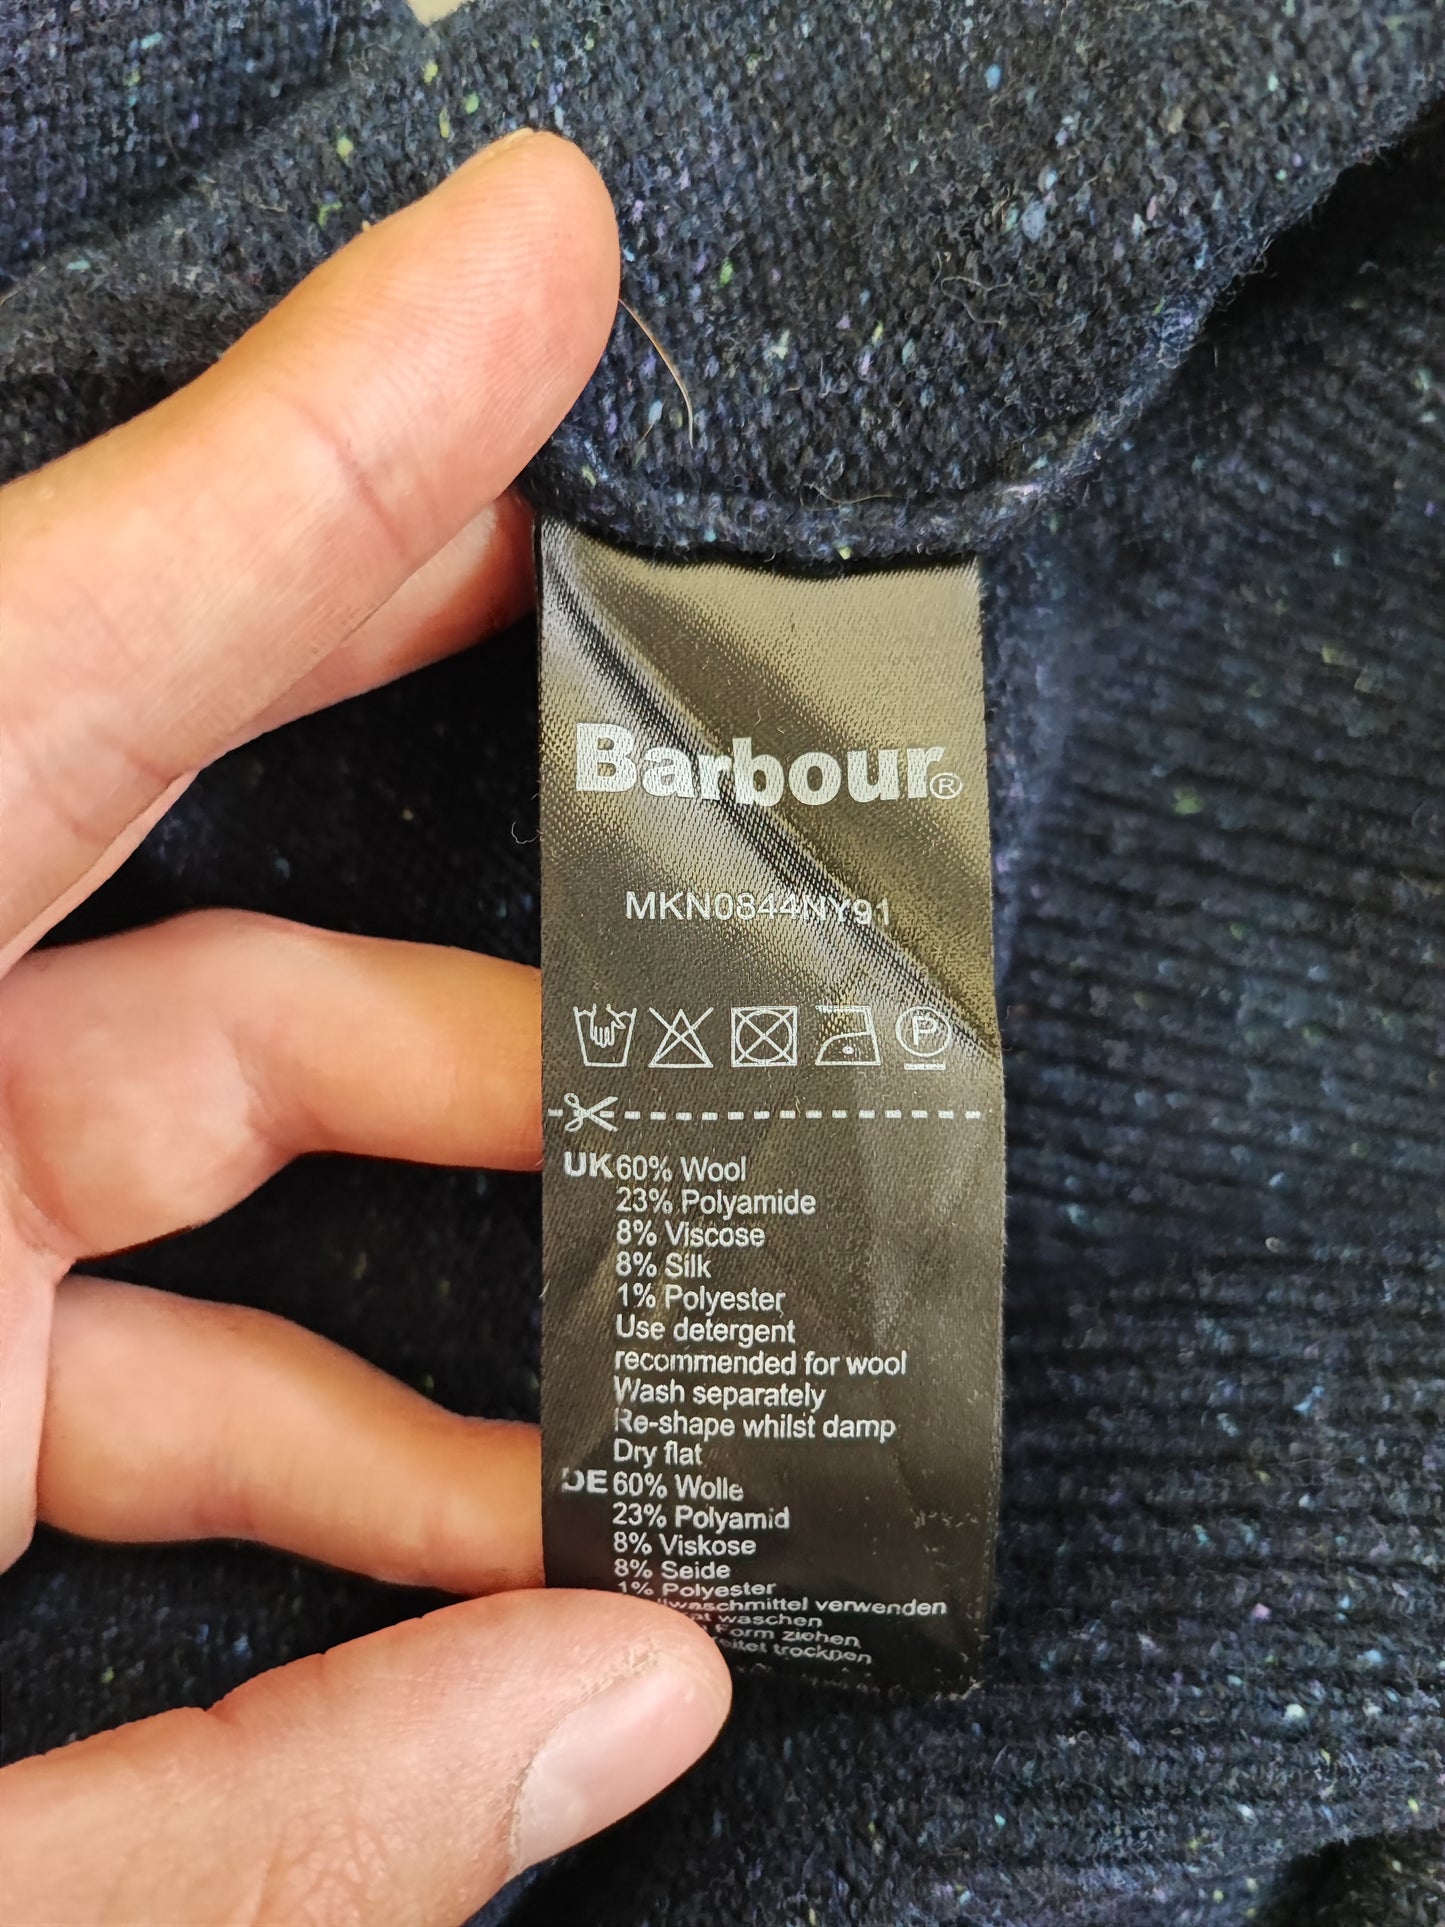 Barbour®
MKN0844NY91
P
UK 60% Wool
23% Polyamide
8% Viscose
8% Silk
1% Polyester
Use detergent
recommended for wool
Wash separately
Re-shape whilst damp
Dry flat
DE 60% Wolle
23% Polyamid
8% Viskose
8% Seide
1% Polyester
verwenden
waschen
Form ziehen
trocknen